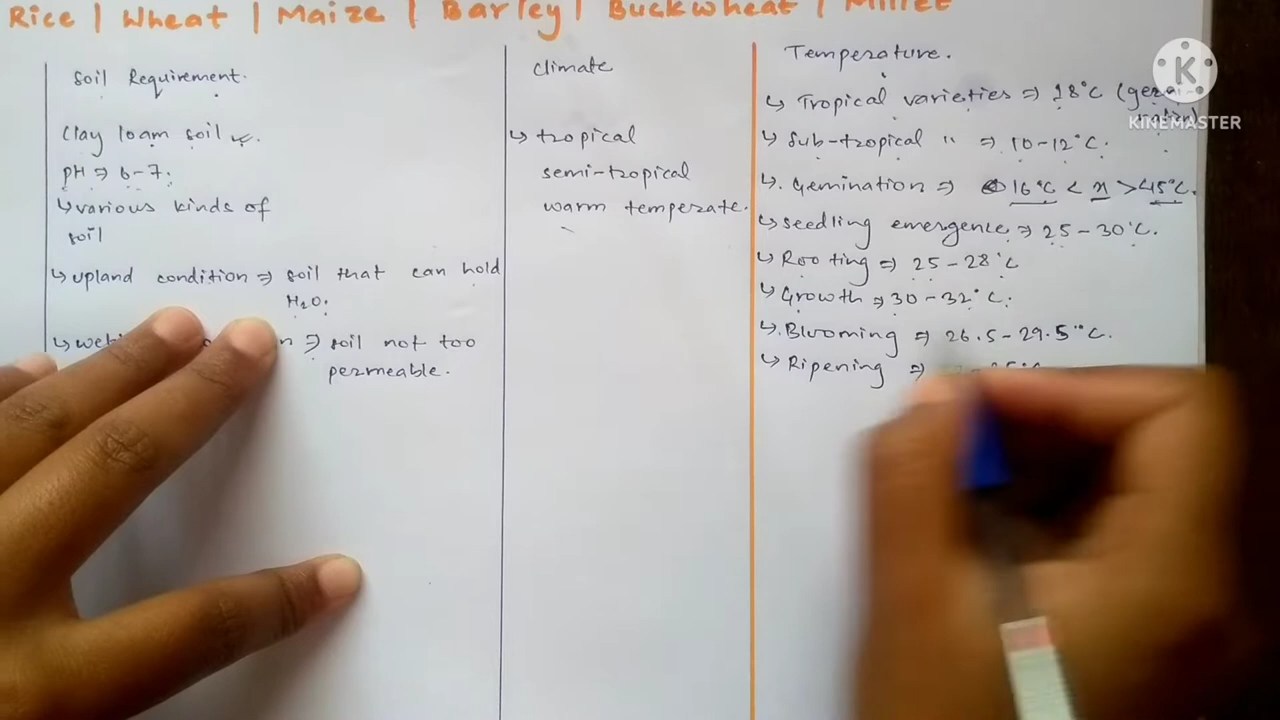 Rice | Wheat | Maize | Barley | Buckwheat | Millet
Soil Requirement.
Clay loam soil
pH ⇒ 6-7.
↳ various kinds of
soil
↳ upland condition ⇒ soil that can hold
H₂O.
⇒ soil not too
permeable.
Climate
↳ tropical
semi-tropical
warm temperate.
Temperature.
↳ Tropical varieties ⇒ 18°C
↳ Sub-tropical " ⇒ 10-12°C.
↳ Gemination ⇒ 16°C < n > 45°C.
↳ seedling emergence ⇒ 25-30°C.
↳ Rooting ⇒ 25-28°C
↳ Growth ⇒ 30-32°C.
↳ Blooming ⇒ 26.5-29.5°C.
↳ Ripening ⇒
K
KINEMASTER